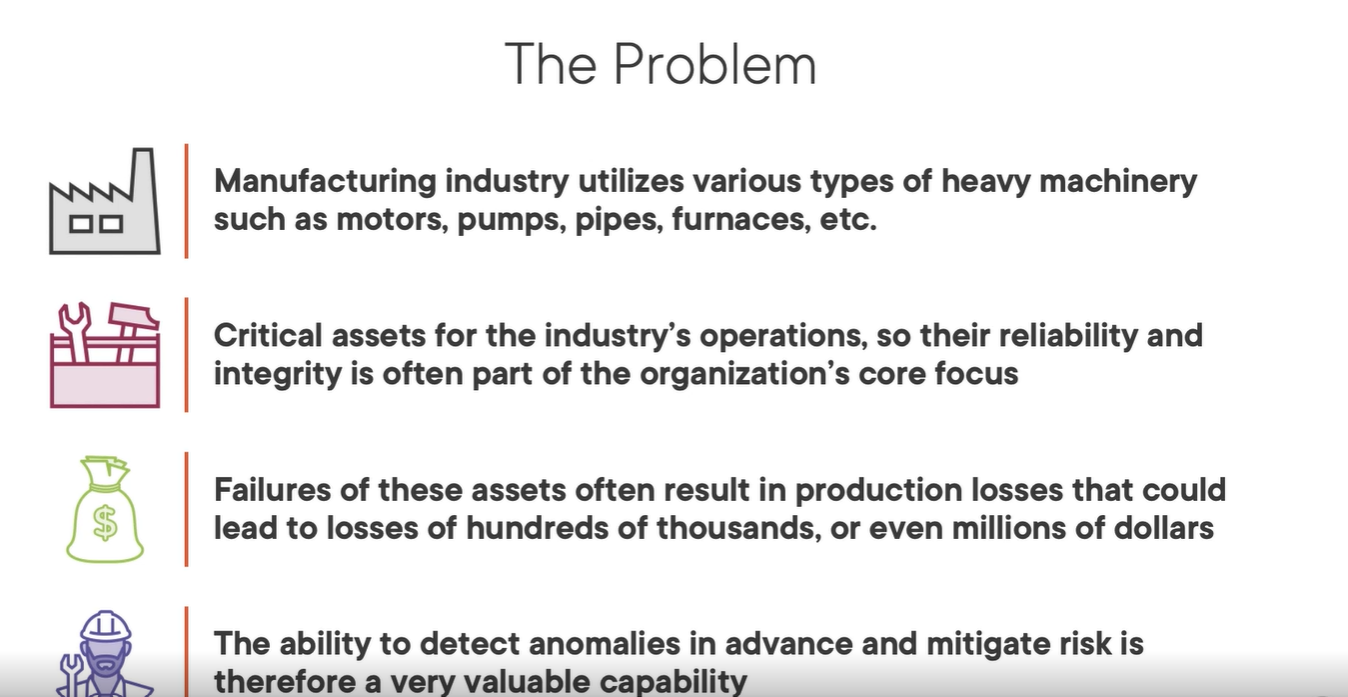 The Problem
Manufacturing industry utilizes various types of heavy machinery
such as motors, pumps, pipes, furnaces, etc.
Critical assets for the industry’s operations, so their reliability and
integrity is often part of the organization’s core focus
Failures of these assets often result in production losses that could
lead to losses of hundreds of thousands, or even millions of dollars
The ability to detect anomalies in advance and mitigate risk is
therefore a very valuable capability